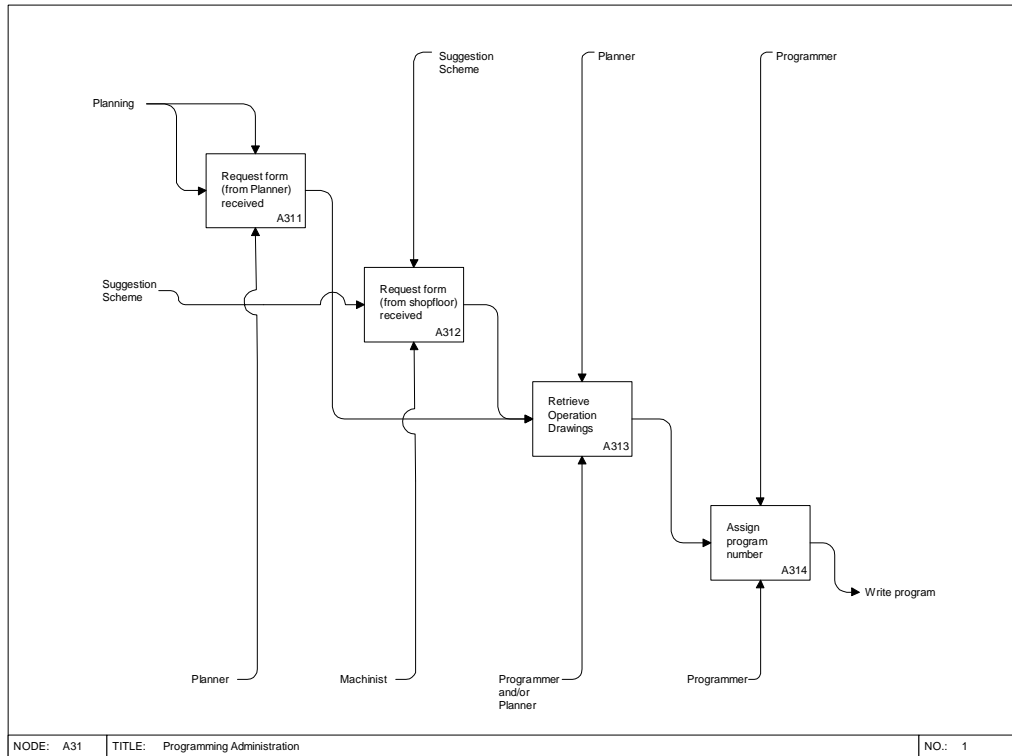 Suggestion
Scheme
Planner
Programmer
Planning
Request form
(from Planner)
received
A311
Suggestion
Scheme
Request form
(from shopfloor)
received
A312
Retrieve
Operation
Drawings
A313
Assign
program
number
A314
Write program
Planner
Machinist
Programmer
and/or
Planner
Programmer
NODE: A31
TITLE: Programming Administration
NO.: 1